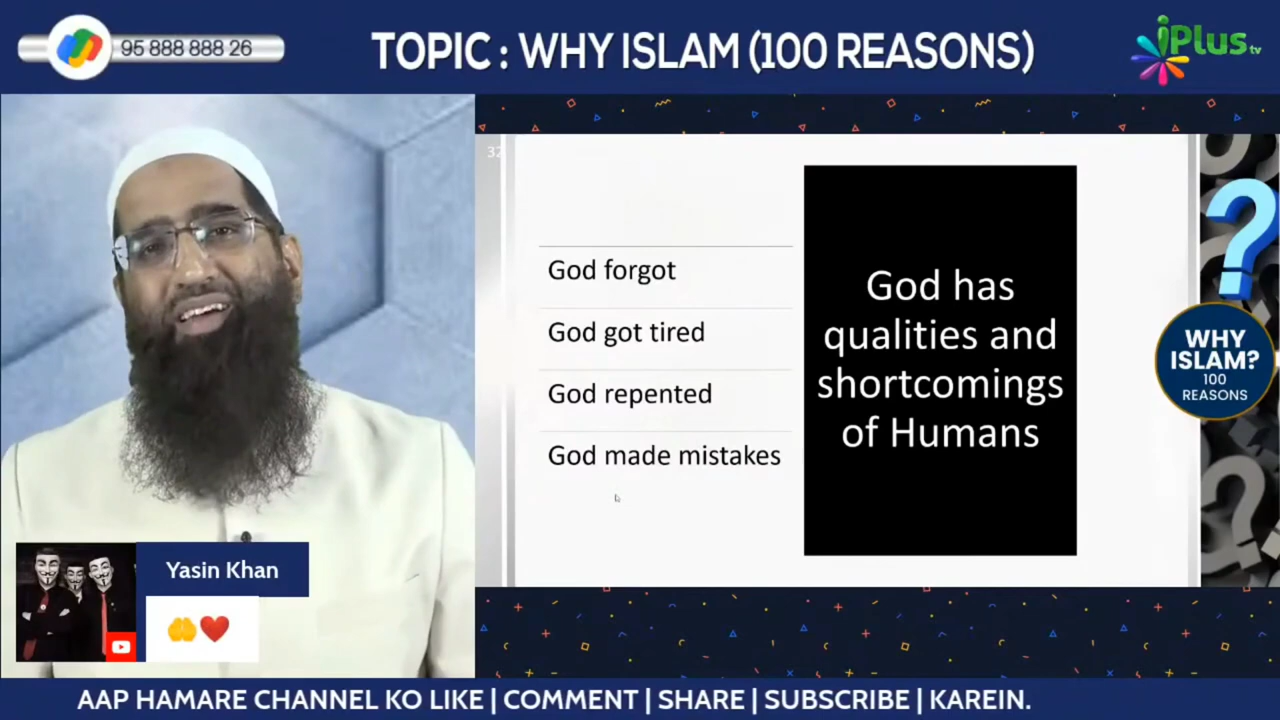 95 888 888 26
TOPIC : WHY ISLAM (100 REASONS)
iPlus tv
32
God forgot
God got tired
God repented
God made mistakes
God has
qualities and
shortcomings
of Humans
WHY
ISLAM?
100
REASONS
Yasin Khan
AAP HAMARE CHANNEL KO LIKE | COMMENT | SHARE | SUBSCRIBE | KAREIN.